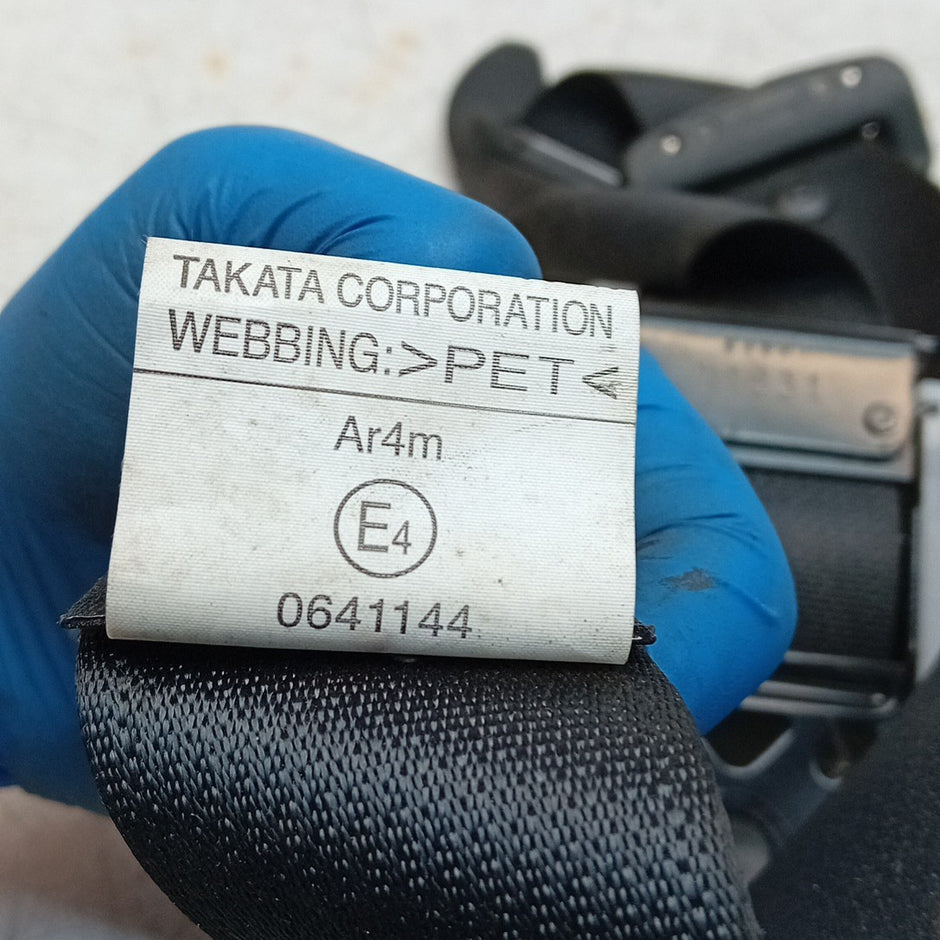 TAKATA CORPORATION
WEBBING:>PET<
Ar4m
E4
0641144